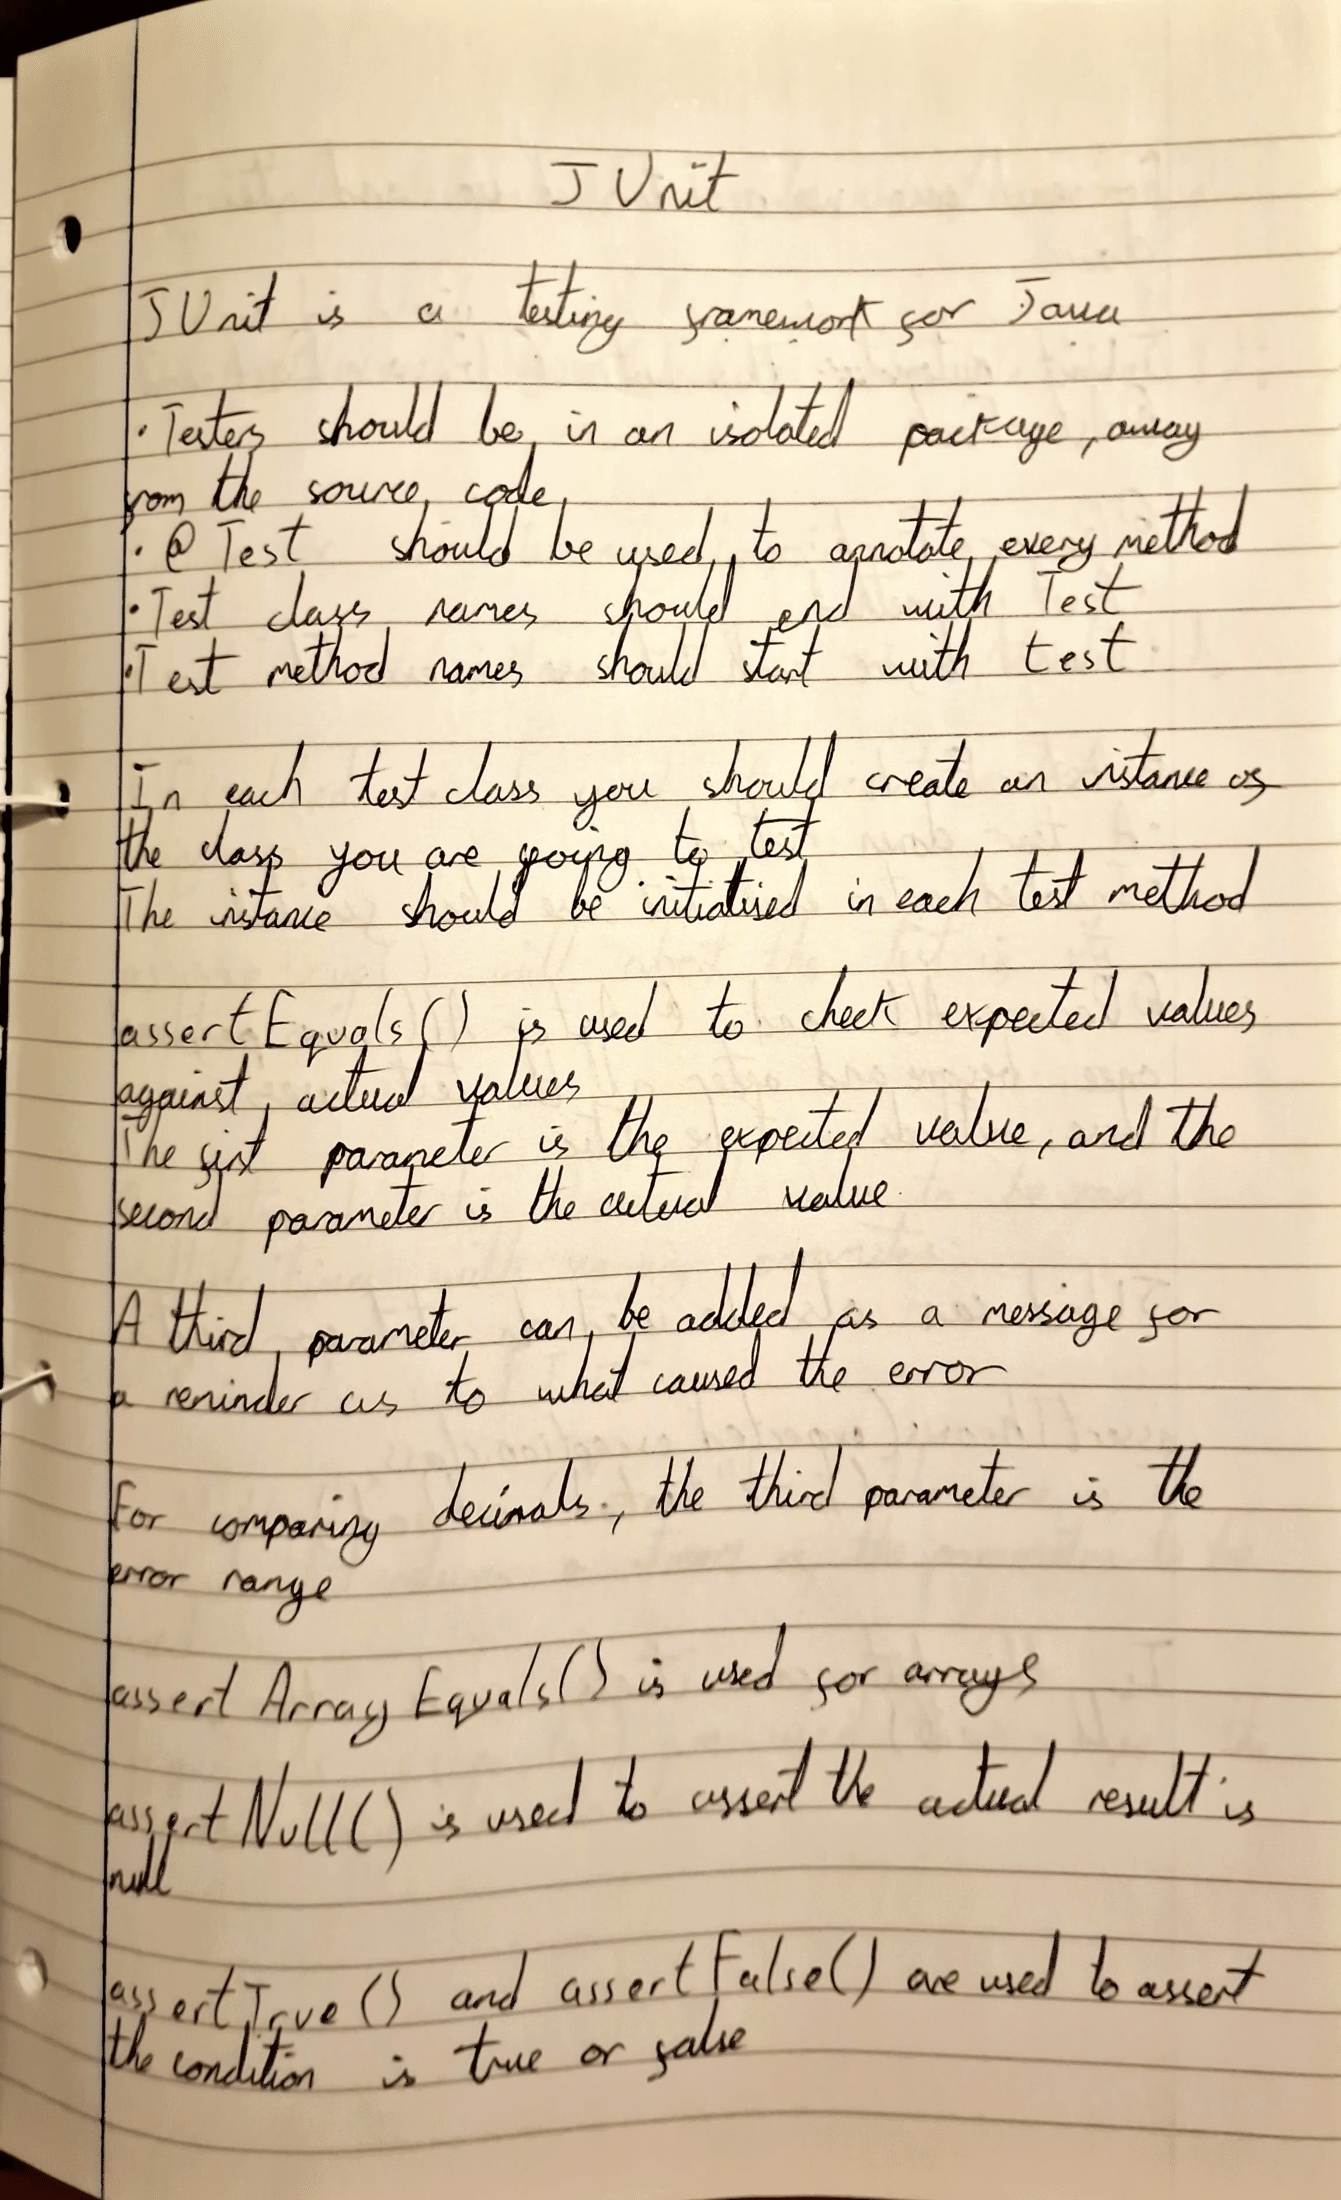 JUnit
JUnit is a testing framework for Java
· Testers should be in an isolated package, away
from the source code
· @Test should be used to annotate every method
· Test class names should end with Test
· Test method names should start with test
In each test class you should create an instance of
the class you are going to test
The instance should be initialised in each test method
assertEquals() is used to check expected values
against actual values
The first parameter is the expected value, and the
second parameter is the actual value.
A third parameter can be added as a message for
a reminder as to what caused the error
For comparing decimals, the third parameter is the
error range
assertArrayEquals() is used for arrays
assertNull() is used to assert the actual result is
null
assertTrue() and assertFalse() are used to assert
the condition is true or false